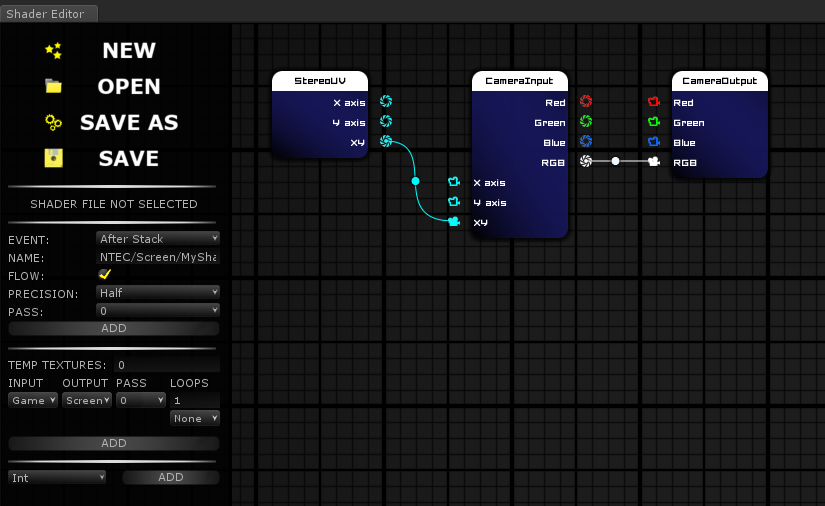 Shader Editor
NEW
OPEN
SAVE AS
SAVE
SHADER FILE NOT SELECTED
EVENT: After Stack
NAME: NTEC/Screen/MySha
FLOW:
PRECISION: Half
PASS: 0
ADD
TEMP TEXTURES: 0
INPUT OUTPUT PASS LOOPS
Game Screen 0 1
None
ADD
Int ADD
StereoUV
X axis
Y axis
XY
CameraInput
Red
Green
Blue
RGB
X axis
Y axis
XY
CameraOutput
Red
Green
Blue
RGB